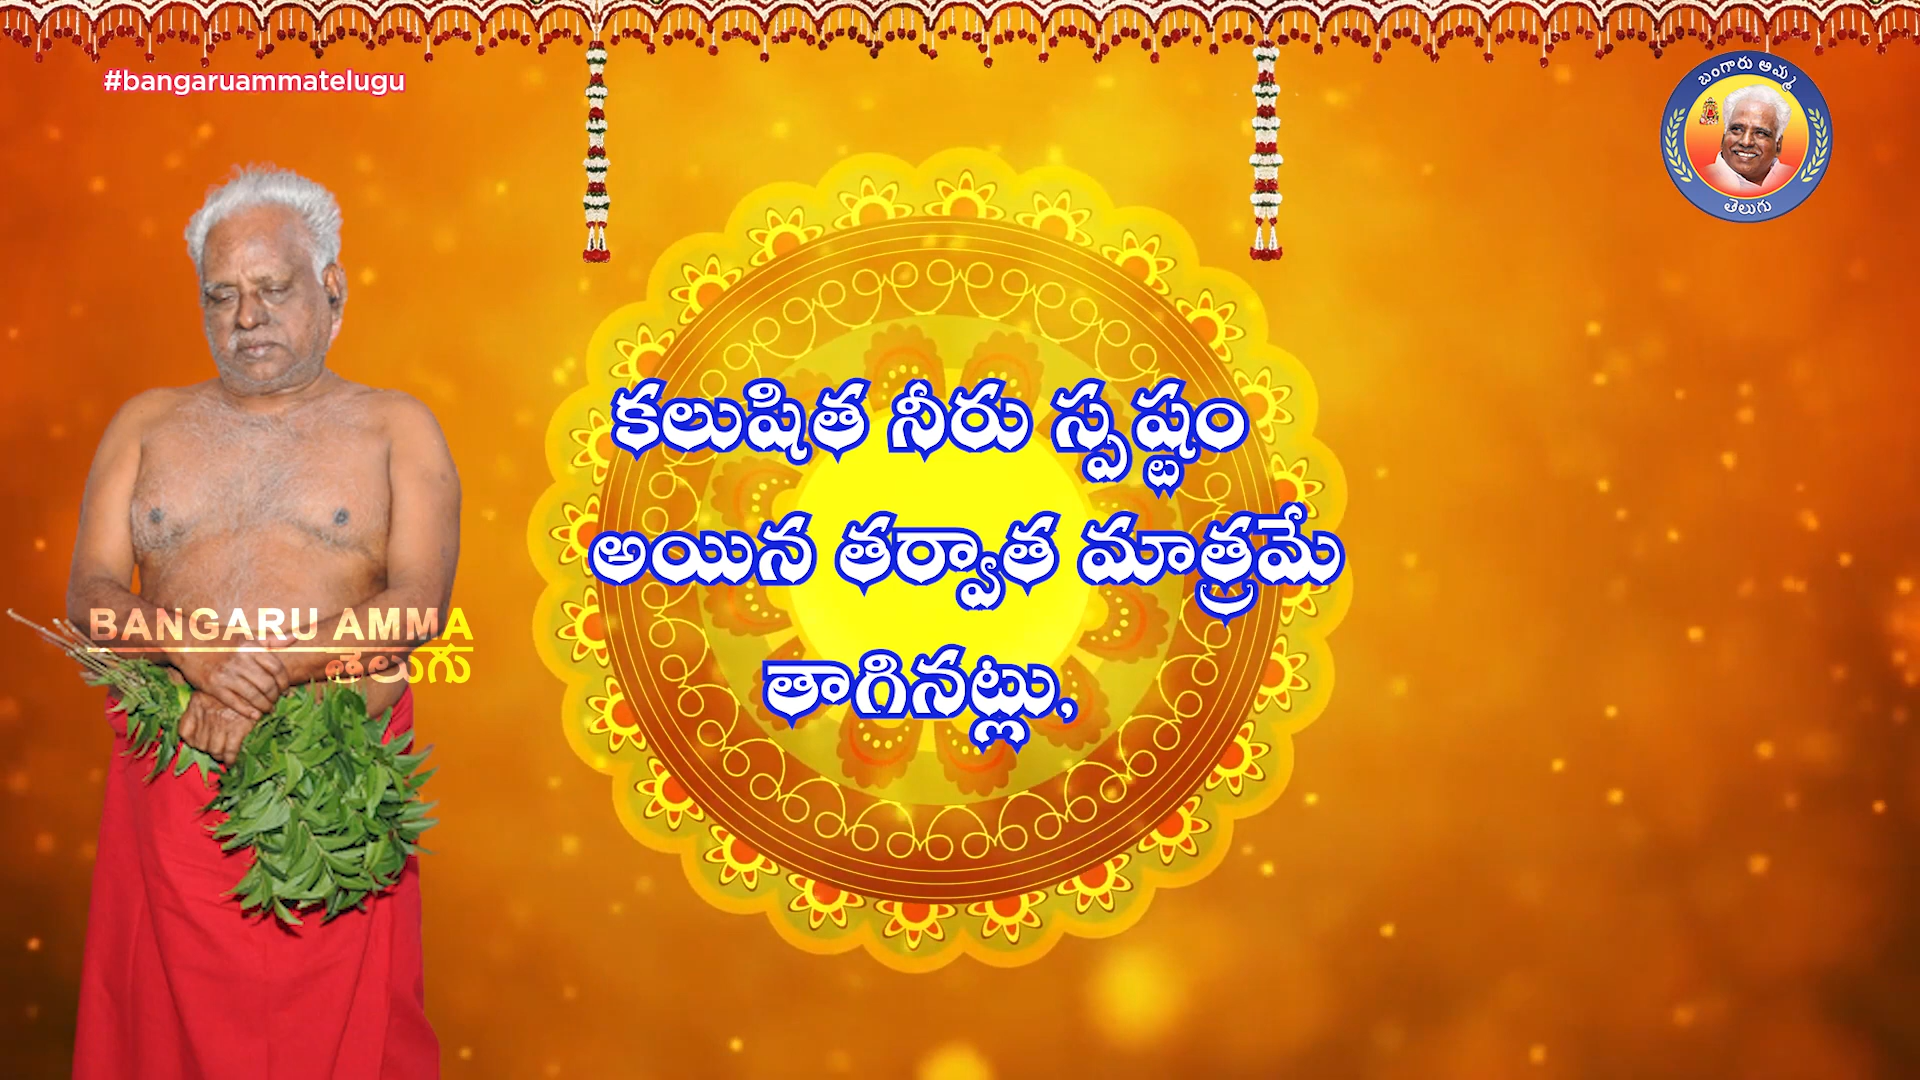 #bangaruammatelugu
బంగారు అమ్మ
తెలుగు
కలుషిత నీరు స్పష్టం
అయిన తర్వాత మాత్రమే
తాగినట్లు,
BANGARU AMMA
తెలుగు